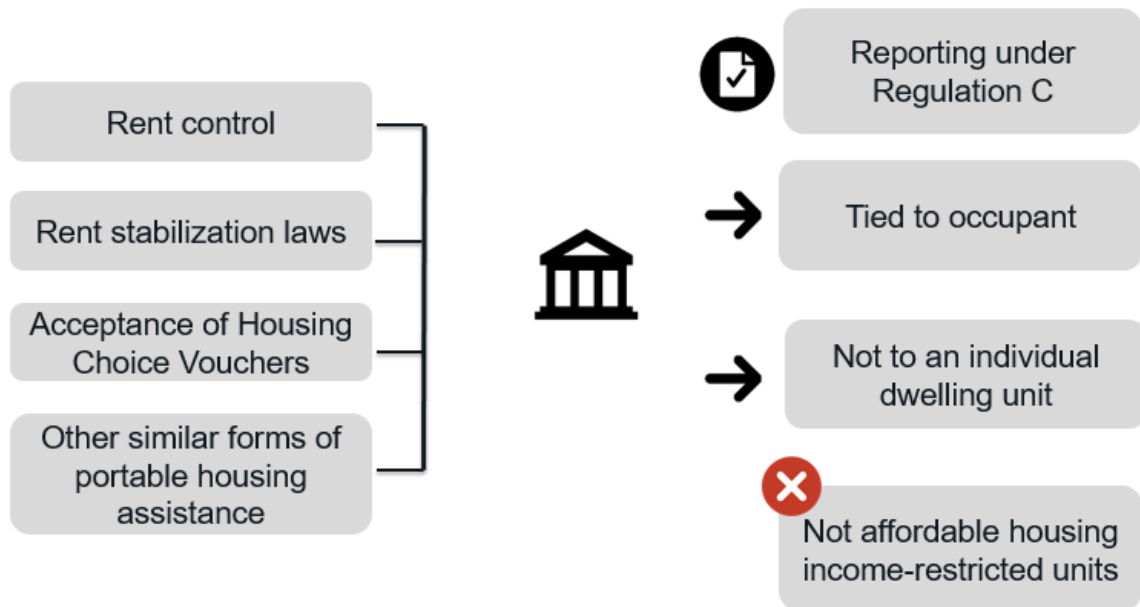 Rent control
Rent stabilization laws
Acceptance of Housing
Choice Vouchers
Other similar forms of
portable housing
assistance
Reporting under
Regulation C
Tied to occupant
Not to an individual
dwelling unit
Not affordable housing
income-restricted units